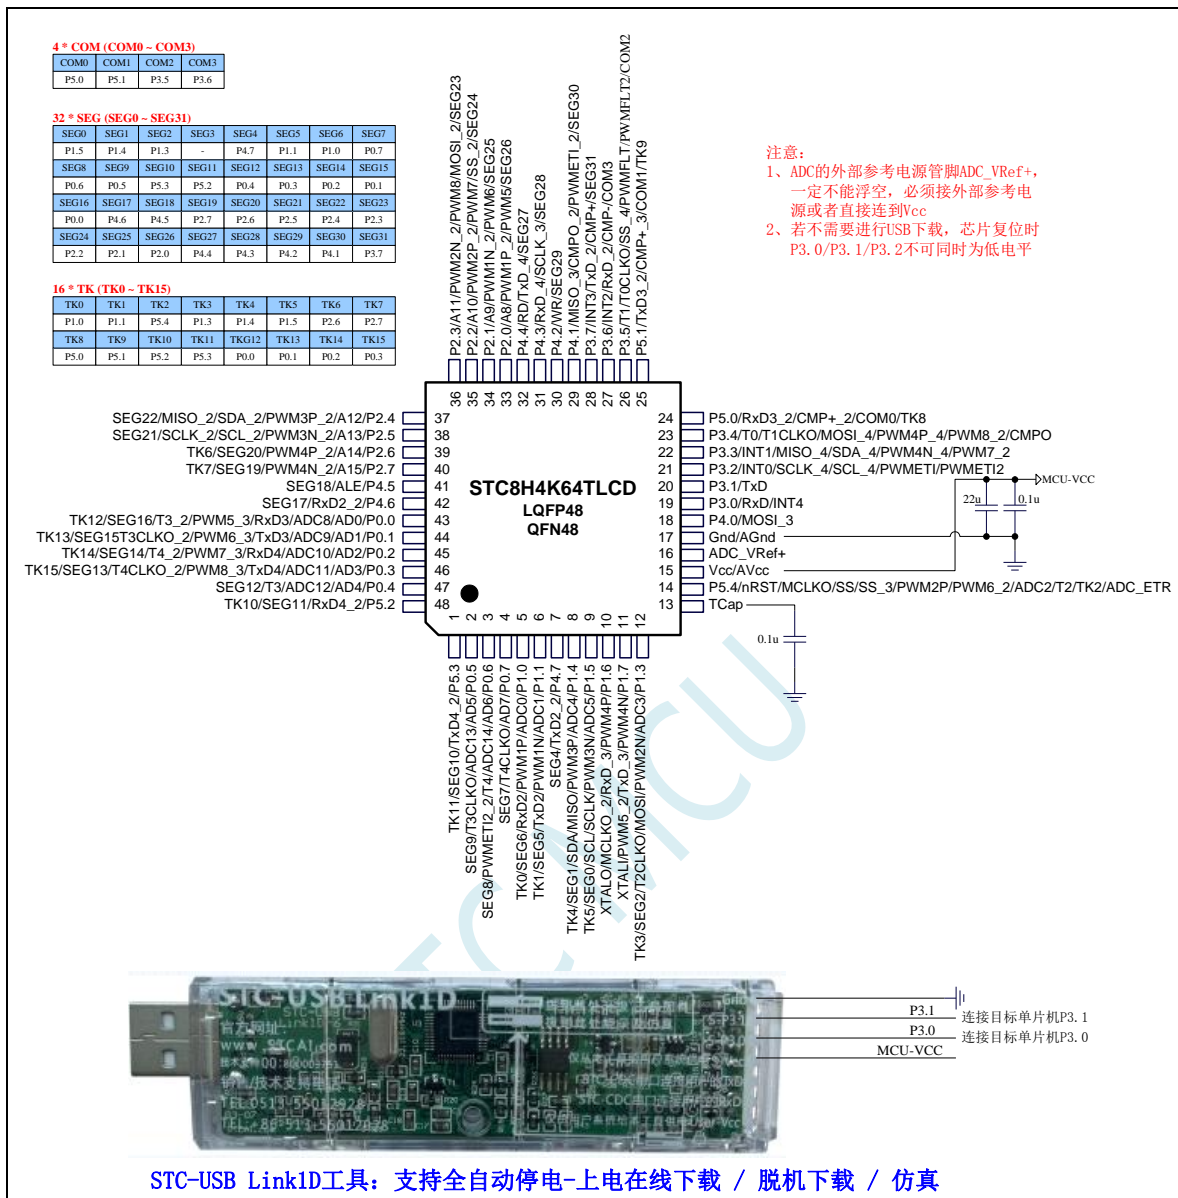 4 * COM (COM0 ~ COM3)
COM0 COM1 COM2 COM3
P5.0 P5.1 P3.5 P3.6
32 * SEG (SEG0 ~ SEG31)
SEG0 SEG1 SEG2 SEG3 SEG4 SEG5 SEG6 SEG7
P1.5 P1.4 P1.3 - P4.7 P1.1 P1.0 P0.7
SEG8 SEG9 SEG10 SEG11 SEG12 SEG13 SEG14 SEG15
P0.6 P0.5 P5.3 P5.2 P0.4 P0.3 P0.2 P0.1
SEG16 SEG17 SEG18 SEG19 SEG20 SEG21 SEG22 SEG23
P0.0 P4.6 P4.5 P2.7 P2.6 P2.5 P2.4 P2.3
SEG24 SEG25 SEG26 SEG27 SEG28 SEG29 SEG30 SEG31
P2.2 P2.1 P2.0 P4.4 P4.3 P4.2 P4.1 P3.7
16 * TK (TK0 ~ TK15)
TK0 TK1 TK2 TK3 TK4 TK5 TK6 TK7
P1.0 P1.1 P5.4 P1.3 P1.4 P1.5 P2.6 P2.7
TK8 TK9 TK10 TK11 TKG12 TK13 TK14 TK15
P5.0 P5.1 P5.2 P5.3 P0.0 P0.1 P0.2 P0.3
P2.3/A11/PWM2N_2/PWM8/MOSI_2/SEG23
P2.2/A10/PWM2P_2/PWM7/SS_2/SEG24
P2.1/A9/PWM1N_2/PWM6/SEG25
P2.0/A8/PWM1P_2/PWM5/SEG26
P4.4/RD/TxD_4/SEG27
P4.3/RxD_4/SCLK_3/SEG28
P4.2/WR/SEG29
P4.1/MISO_3/CMPO_2/PWMETI_2/SEG30
P3.7/INT3/TxD_2/CMP+/SEG31
P3.6/INT2/RxD_2/CMP-/COM3
P3.5/T1/T0CLKO/SS_4/PWMFLT/PWMFLT2/COM2
P5.1/TxD3_2/CMP+_3/COM1/TK9
36 35 34 33 32 31 30 29 28 27 26 25
注意：
1、ADC的外部参考电源管脚ADC_VRef+，
一定不能浮空，必须接外部参考电
源或者直接连到Vcc
2、若不需要进行USB下载，芯片复位时
P3.0/P3.1/P3.2不可同时为低电平
SEG22/MISO_2/SDA_2/PWM3P_2/A12/P2.4 37
SEG21/SCLK_2/SCL_2/PWM3N_2/A13/P2.5 38
TK6/SEG20/PWM4P_2/A14/P2.6 39
TK7/SEG19/PWM4N_2/A15/P2.7 40
SEG18/ALE/P4.5 41
SEG17/RxD2_2/P4.6 42
TK12/SEG16/T3_2/PWM5_3/RxD3/ADC8/AD0/P0.0 43
TK13/SEG15T3CLKO_2/PWM6_3/TxD3/ADC9/AD1/P0.1 44
TK14/SEG14/T4_2/PWM7_3/RxD4/ADC10/AD2/P0.2 45
TK15/SEG13/T4CLKO_2/PWM8_3/TxD4/ADC11/AD3/P0.3 46
SEG12/T3/ADC12/AD4/P0.4 47
TK10/SEG11/RxD4_2/P5.2 48
STC8H4K64TLCD
LQFP48
QFN48
24 P5.0/RxD3_2/CMP+_2/COM0/TK8
23 P3.4/T0/T1CLKO/MOSI_4/PWM4P_4/PWM8_2/CMPO
22 P3.3/INT1/MISO_4/SDA_4/PWM4N_4/PWM7_2
21 P3.2/INT0/SCLK_4/SCL_4/PWMETI/PWMETI2
20 P3.1/TxD
19 P3.0/RxD/INT4
18 P4.0/MOSI_3
17 Gnd/AGnd
16 ADC_VRef+
15 Vcc/AVcc
14 P5.4/nRST/MCLKO/SS/SS_3/PWM2P/PWM6_2/ADC2/T2/TK2/ADC_ETR
13 TCap
MCU-VCC
22u 0.1u
0.1u
1 2 3 4 5 6 7 8 9 10 11 12
TK11/SEG10/TxD4_2/P5.3
SEG9/T3CLKO/ADC13/AD5/P0.5
SEG8/PWMETI2_2/T4/ADC14/AD6/P0.6
SEG7/T4CLKO/AD7/P0.7
TK0/SEG6/RxD2/PWM1P/ADC0/P1.0
TK1/SEG5/TxD2/PWM1N/ADC1/P1.1
SEG4/TxD2_2/P4.7
TK4/SEG1/SDA/MISO/PWM3P/ADC4/P1.4
TK5/SEG0/SCL/SCLK/PWM3N/ADC5/P1.5
XTALO/MCLKO_2/RxD_3/PWM4P/P1.6
XTALI/PWM5_2/TxD_3/PWM4N/P1.7
TK3/SEG2/T2CLKO/MOSI/PWM2N/ADC3/P1.3
STC MCU
STC-USB Link1D
官方网址
www.STCAI.com
TEL:0513-55012928
P3.1 连接目标单片机P3.1
P3.0 连接目标单片机P3.0
MCU-VCC
STC-USB Link1D工具：支持全自动停电-上电在线下载 / 脱机下载 / 仿真